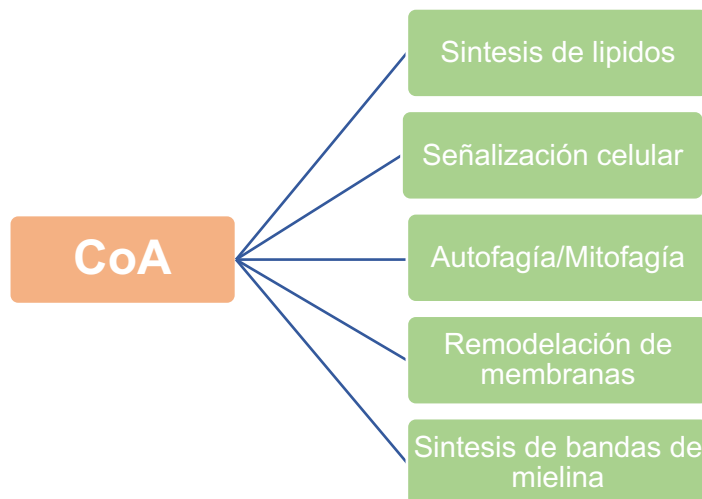 Sintesis de lipidos
Señalización celular
CoA
Autofagía/Mitofagía
Remodelación de
membranas
Sintesis de bandas de
mielina